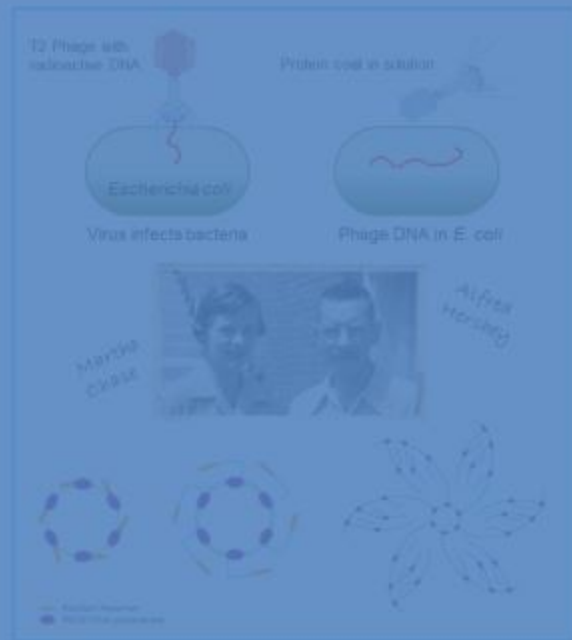 T2 Phage with
radioactive DNA
Protein coat in solution
Escherichia coli
Virus infects bacteria
Phage DNA in E. coli
Martha
Chase
Alfred
Hershey